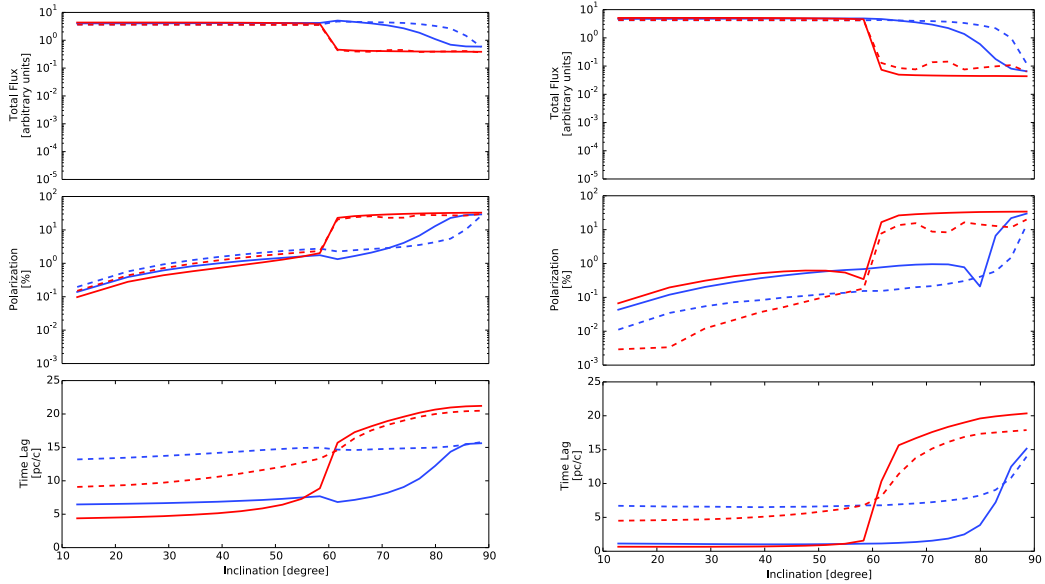 10^1
10^0
10^-1
10^-2
10^-3
10^-4
10^-5
Total Flux
[arbitrary units]
10^2
10^1
10^0
10^-1
10^-2
10^-3
Polarization
[%]
25
20
15
10
5
0
Time Lag
[pc/c]
10 20 30 40 50 60 70 80 90
Inclination [degree]
10^1
10^0
10^-1
10^-2
10^-3
10^-4
10^-5
Total Flux
[arbitrary units]
10^2
10^1
10^0
10^-1
10^-2
10^-3
Polarization
[%]
25
20
15
10
5
0
Time Lag
[pc/c]
10 20 30 40 50 60 70 80 90
Inclination [degree]